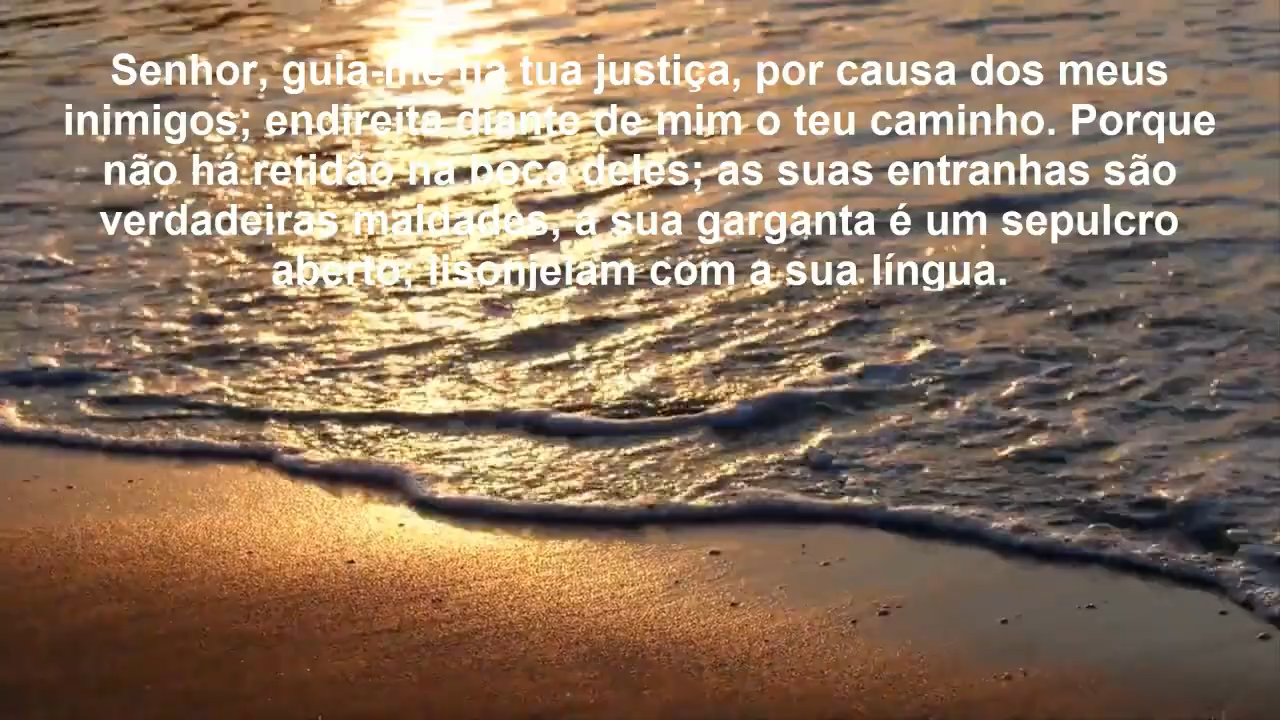 Senhor, guia-me na tua justiça, por causa dos meus
inimigos; endireita diante de mim o teu caminho. Porque
não há retidão na boca deles; as suas entranhas são
verdadeiras maldades, a sua garganta é um sepulcro
aberto; lisonjeiam com a sua língua.